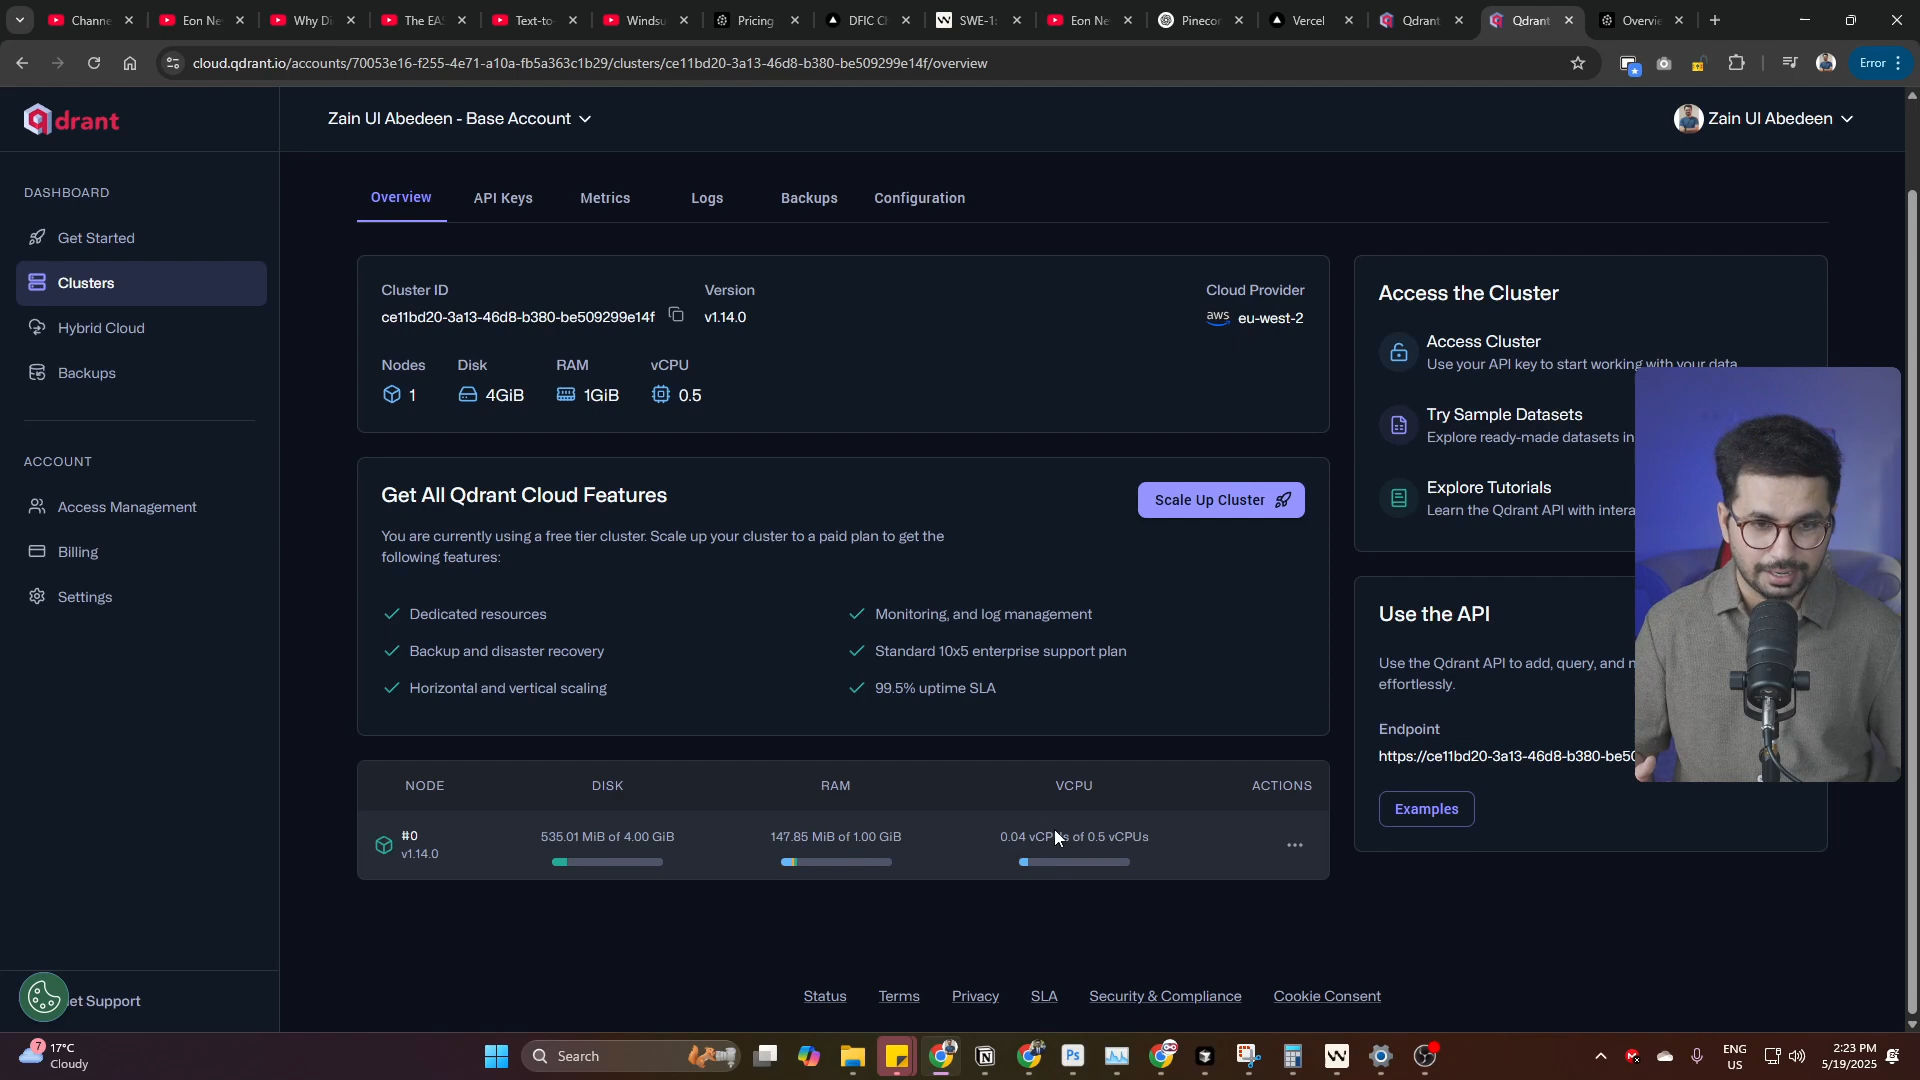 Channe
Eon Ne
Why Di
The EAS
Text-to-
Windsu
Pricing
DFIC Ch
SWE-1:
Eon Ne
Pinecon
Vercel
Qdrant
Qdrant
Overvie
cloud.qdrant.io/accounts/70053e16-f255-4e71-a10a-fb5a363c1b29/clusters/ce11bd20-3a13-46d8-b380-be509299e14f/overview
Error
qdrant
Zain Ul Abedeen - Base Account
Zain Ul Abedeen
DASHBOARD
Get Started
Clusters
Hybrid Cloud
Backups
ACCOUNT
Access Management
Billing
Settings
et Support
Overview
API Keys
Metrics
Logs
Backups
Configuration
Cluster ID
ce11bd20-3a13-46d8-b380-be509299e14f
Version
v1.14.0
Cloud Provider
aws eu-west-2
Nodes
1
Disk
4GiB
RAM
1GiB
vCPU
0.5
Get All Qdrant Cloud Features
Scale Up Cluster
You are currently using a free tier cluster. Scale up your cluster to a paid plan to get the
following features:
Dedicated resources
Monitoring, and log management
Backup and disaster recovery
Standard 10x5 enterprise support plan
Horizontal and vertical scaling
99.5% uptime SLA
NODE DISK RAM VCPU ACTIONS
#0
v1.14.0
535.01 MiB of 4.00 GiB
147.85 MiB of 1.00 GiB
0.04 vCPUs of 0.5 vCPUs
Access the Cluster
Access Cluster
Use your API key to start working with your data
Try Sample Datasets
Explore ready-made datasets in
Explore Tutorials
Learn the Qdrant API with intera
Use the API
Use the Qdrant API to add, query, and
effortlessly.
Endpoint
https://ce11bd20-3a13-46d8-b380-be50
Examples
Status Terms Privacy SLA Security & Compliance Cookie Consent
7
17°C
Cloudy
Search
Ps
ENG
US
2:23 PM
5/19/2025